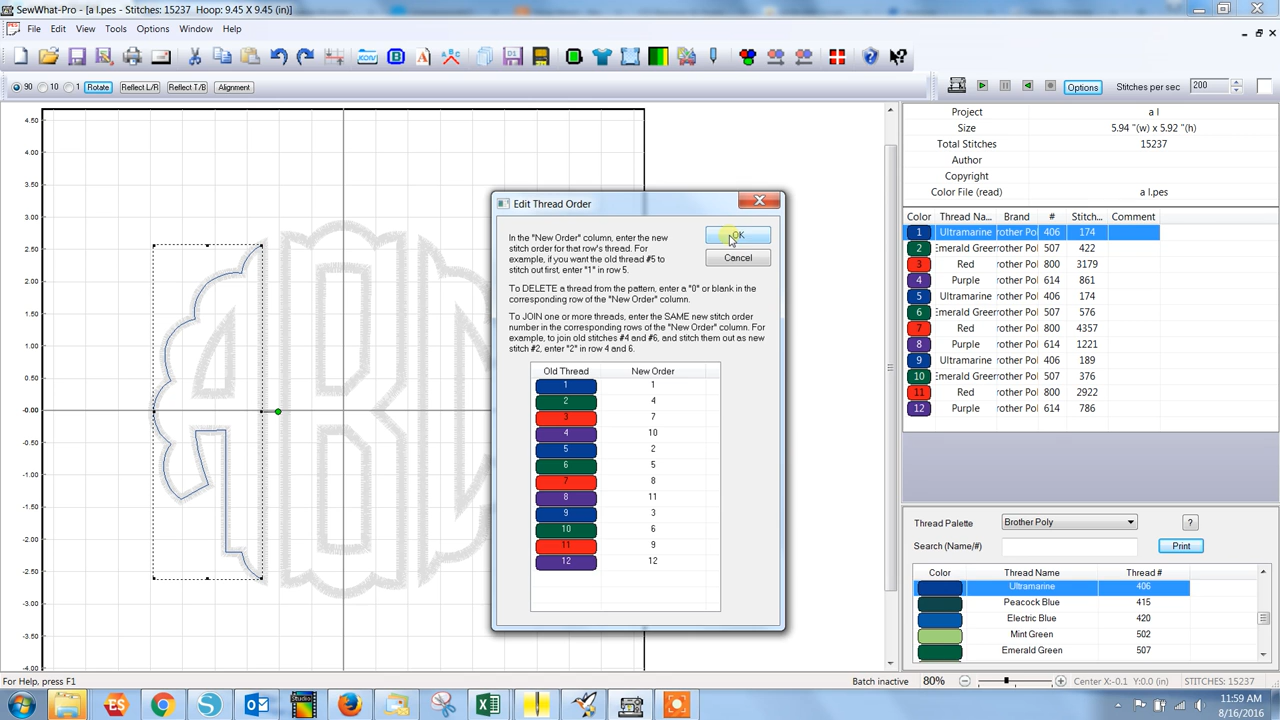 SewWhat-Pro - [a l.pes - Stitches: 15237 Hoop: 9.45 X 9.45 (in)]
File Edit View Tools Options Window Help
90 10 1 Rotate Reflect L/R Reflect T/B Alignment
Options Stitches per sec 200
Project a l
Size 5.94 "(w) x 5.92 "(h)
Total Stitches 15237
Author
Copyright
Color File (read) a l.pes
Color Thread Na... Brand # Stitch... Comment
1 Ultramarine rother Pol 406 174
2 Emerald Green rother Pol 507 422
3 Red rother Pol 800 3179
4 Purple rother Pol 614 861
5 Ultramarine rother Pol 406 174
6 Emerald Green rother Pol 507 576
7 Red rother Pol 800 4357
8 Purple rother Pol 614 1221
9 Ultramarine rother Pol 406 189
10 Emerald Green rother Pol 507 376
11 Red rother Pol 800 2922
12 Purple rother Pol 614 786
4.50
4.00
3.50
3.00
2.50
2.00
1.50
1.00
0.50
-0.00
-0.50
-1.00
-1.50
-2.00
-2.50
-3.00
-3.50
-4.00
Edit Thread Order
In the "New Order" column, enter the new
stitch order for that row's thread. For
example, if you want the old thread #5 to
stitch out first, enter "1" in row 5.
OK
Cancel
To DELETE a thread from the pattern, enter a "0" or blank in the
corresponding row of the "New Order" column.
To JOIN one or more threads, enter the SAME new stitch order
number in the corresponding rows of the "New Order" column. For
example, to join old stitches #4 and #6, and stitch them out as new
stitch #2, enter "2" in row 4 and 6.
Old Thread New Order
1 1
2 4
3 7
4 10
5 2
6 5
7 8
8 11
9 3
10 6
11 9
12 12
Thread Palette Brother Poly ?
Search (Name/#) Print
Color Thread Name Thread #
Ultramarine 406
Peacock Blue 415
Electric Blue 420
Mint Green 502
Emerald Green 507
For Help, press F1
Batch inactive 80% Center X:-0.1 Y:0.0 (in) STITCHES: 15237
11:59 AM
8/16/2016